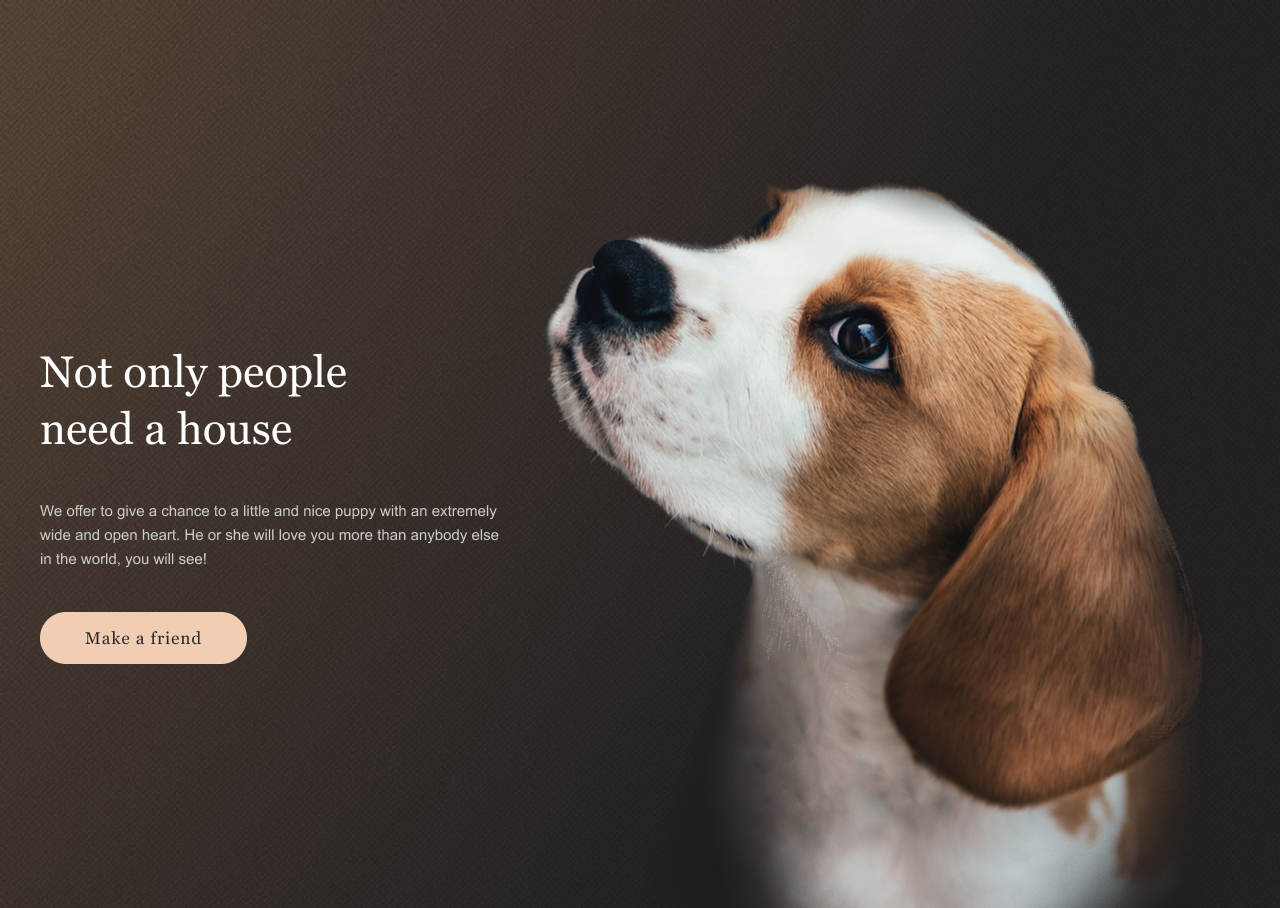 Not only people
need a house
We offer to give a chance to a little and nice puppy with an extremely
wide and open heart. He or she will love you more than anybody else
in the world, you will see!
Make a friend